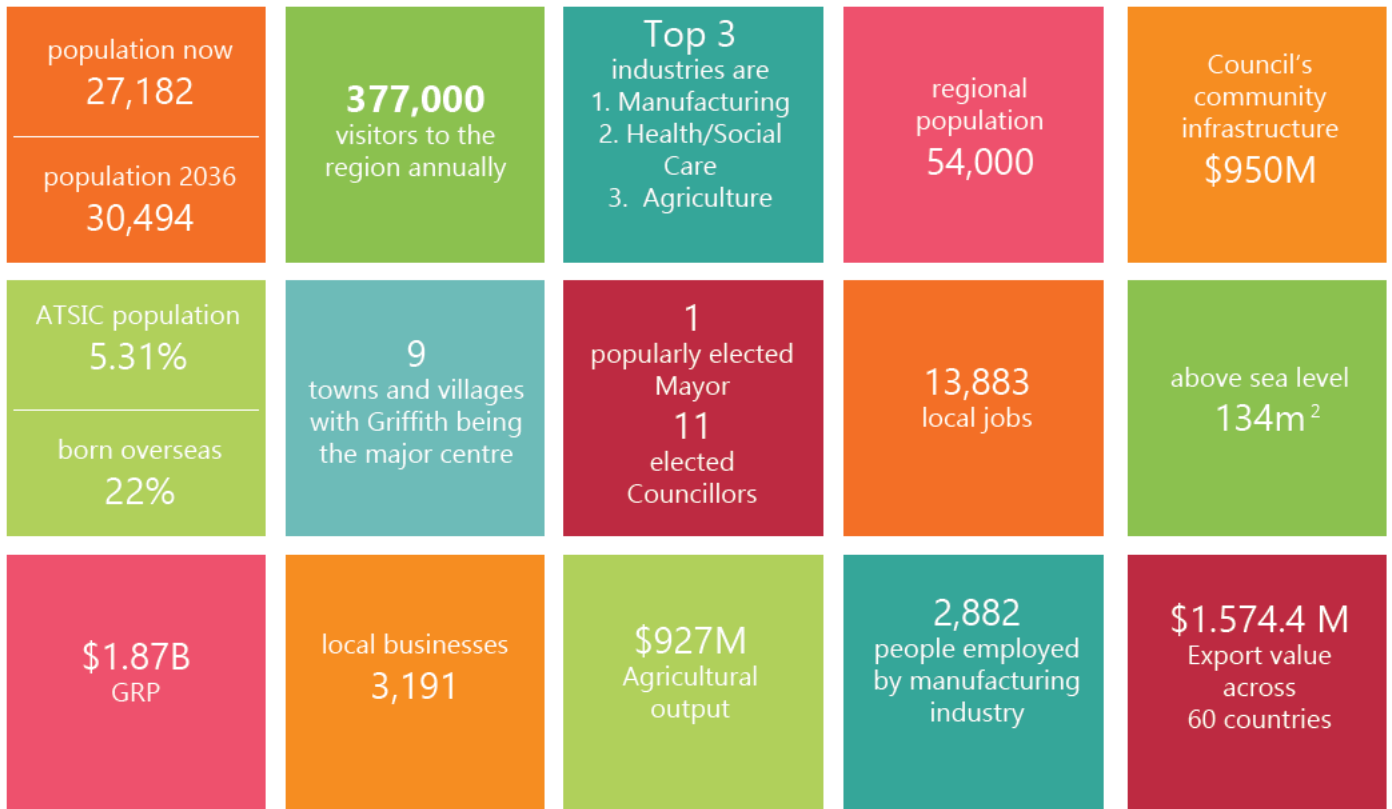 population now
27,182
population 2036
30,494
377,000
visitors to the
region annually
Top 3
industries are
1. Manufacturing
2. Health/Social
Care
3. Agriculture
regional
population
54,000
Council's
community
infrastructure
$950M
ATSIC population
5.31%
born overseas
22%
9
towns and villages
with Griffith being
the major centre
1
popularly elected
Mayor
11
elected
Councillors
13,883
local jobs
above sea level
134m²
$1.87B
GRP
local businesses
3,191
$927M
Agricultural
output
2,882
people employed
by manufacturing
industry
$1.574.4 M
Export value
across
60 countries